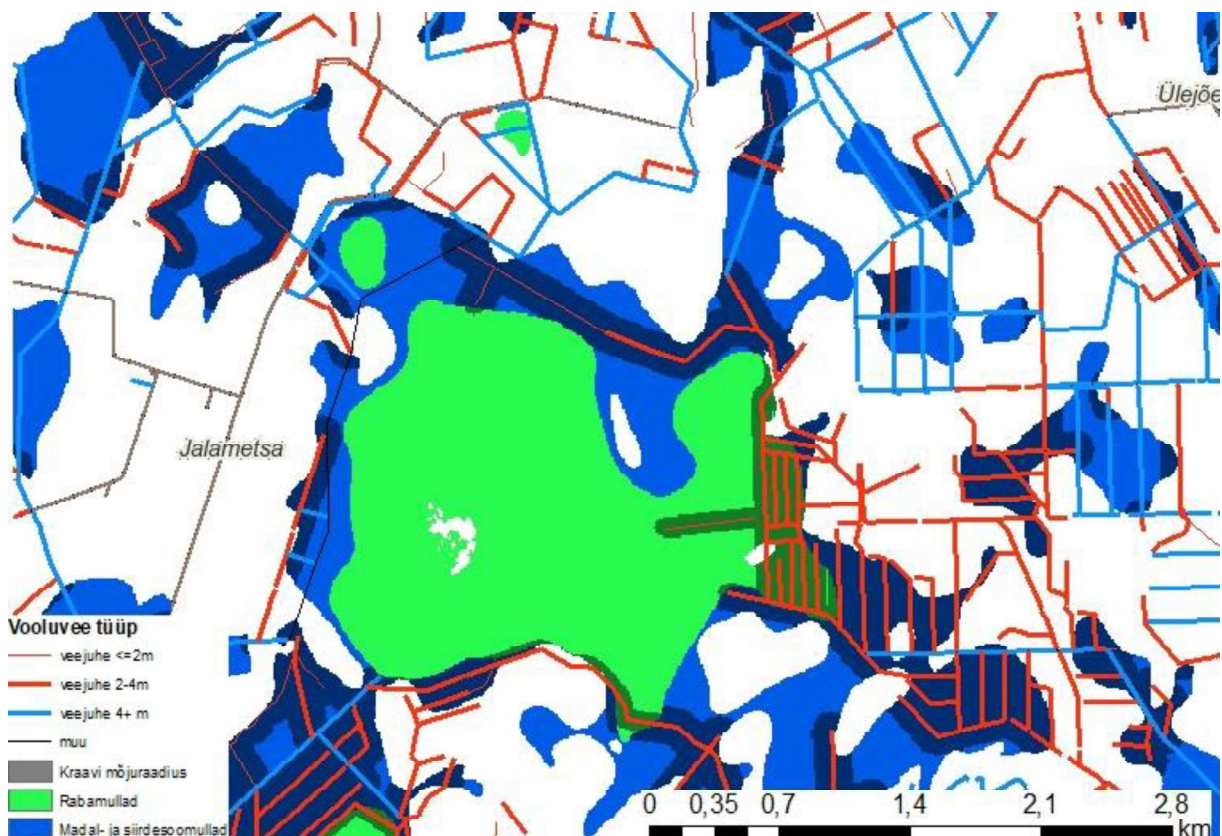 Ülejõe
Jalametsa
Vooluvee tüüp
veejuhe <=2m
veejuhe 2-4m
veejuhe 4+ m
muu
Kraavi mõjuraadius
Rabamullad
Madal- ja siirdesoomullad
0 0,35 0,7 1,4 2,1 2,8
km